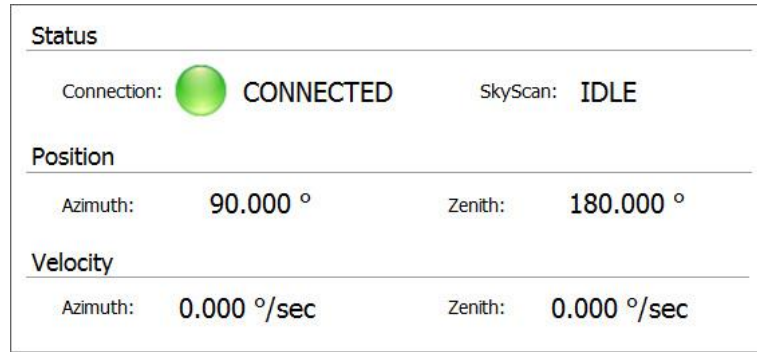 Status
Connection: CONNECTED SkyScan: IDLE
Position
Azimuth: 90.000 ° Zenith: 180.000 °
Velocity
Azimuth: 0.000 °/sec Zenith: 0.000 °/sec